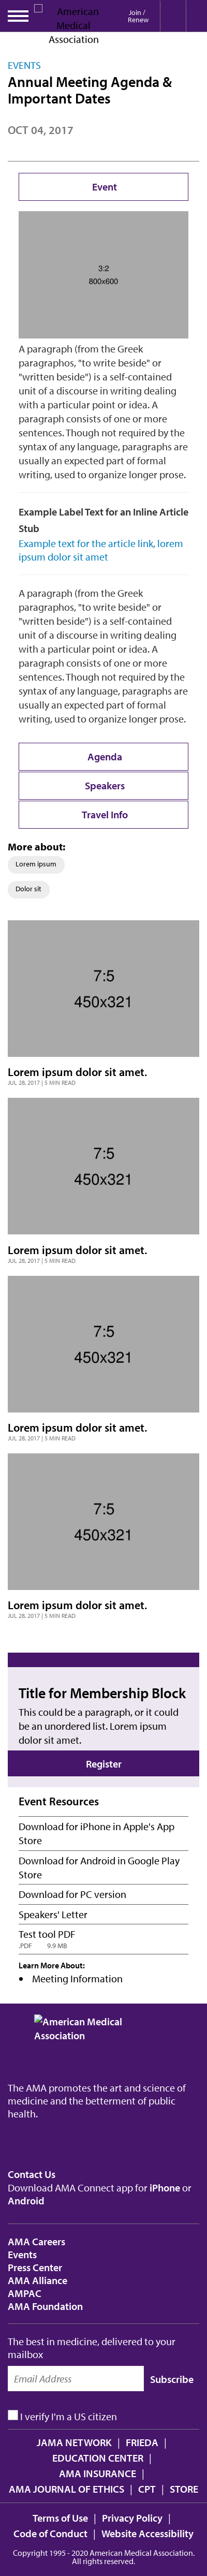 American
Medical
Association
Join /
Renew
EVENTS
Annual Meeting Agenda &
Important Dates
OCT 04, 2017
Event
3:2
800x600
A paragraph (from the Greek
paragraphos, "to write beside" or
"written beside") is a self-contained
unit of a discourse in writing dealing
with a particular point or idea. A
paragraph consists of one or more
sentences. Though not required by the
syntax of any language, paragraphs are
usually an expected part of formal
writing, used to organize longer prose.
Example Label Text for an Inline Article
Stub
Example text for the article link, lorem
ipsum dolor sit amet
A paragraph (from the Greek
paragraphos, "to write beside" or
"written beside") is a self-contained
unit of a discourse in writing dealing
with a particular point or idea. A
paragraph consists of one or more
sentences. Though not required by the
syntax of any language, paragraphs are
usually an expected part of formal
writing, used to organize longer prose.
Agenda
Speakers
Travel Info
More about:
Lorem ipsum
Dolor sit
7:5
450x321
Lorem ipsum dolor sit amet.
JUL 28, 2017 | 5 MIN READ
7:5
450x321
Lorem ipsum dolor sit amet.
JUL 28, 2017 | 5 MIN READ
7:5
450x321
Lorem ipsum dolor sit amet.
JUL 28, 2017 | 5 MIN READ
7:5
450x321
Lorem ipsum dolor sit amet.
JUL 28, 2017 | 5 MIN READ
Title for Membership Block
This could be a paragraph, or it could
be an unordered list. Lorem ipsum
dolor sit amet.
Register
Event Resources
Download for iPhone in Apple's App
Store
Download for Android in Google Play
Store
Download for PC version
Speakers' Letter
Test tool PDF
.PDF 9.9 MB
Learn More About:
• Meeting Information
American Medical
Association
The AMA promotes the art and science of
medicine and the betterment of public
health.
Contact Us
Download AMA Connect app for iPhone or
Android
AMA Careers
Events
Press Center
AMA Alliance
AMPAC
AMA Foundation
The best in medicine, delivered to your
mailbox
Email Address Subscribe
I verify I'm a US citizen
JAMA NETWORK | FRIEDA |
EDUCATION CENTER |
AMA INSURANCE |
AMA JOURNAL OF ETHICS | CPT | STORE
Terms of Use | Privacy Policy |
Code of Conduct | Website Accessibility
Copyright 1995 - 2020 American Medical Association.
All rights reserved.